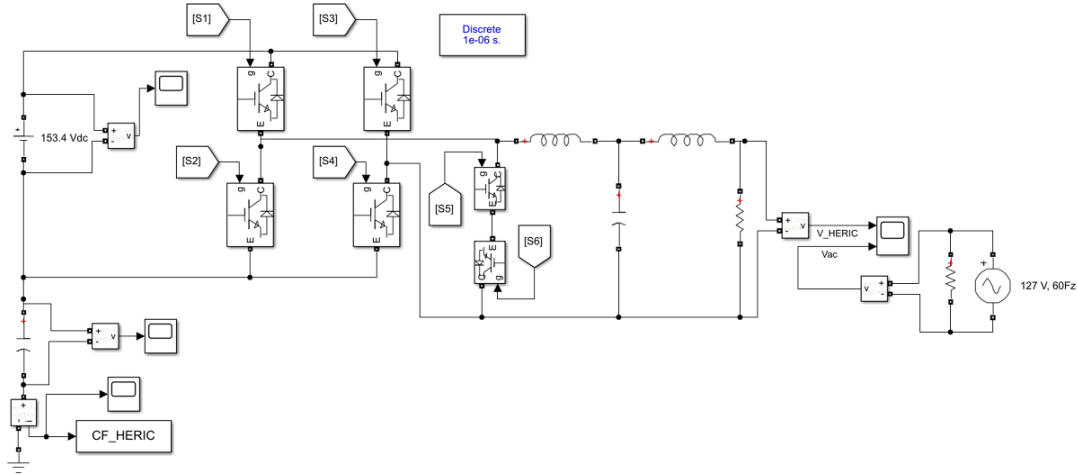 [S1]
[S3]
Discrete
1e-06 s.
g
C
E
g
C
E
153.4 Vdc
+
-
v
[S2]
[S4]
g
C
E
g
C
E
[S5]
g
C
E
[S6]
E
C
g
+
-
v
V_HERIC
Vac
v
+
-
+
127 V, 60Fz
+
-
v
+
-
i
CF_HERIC